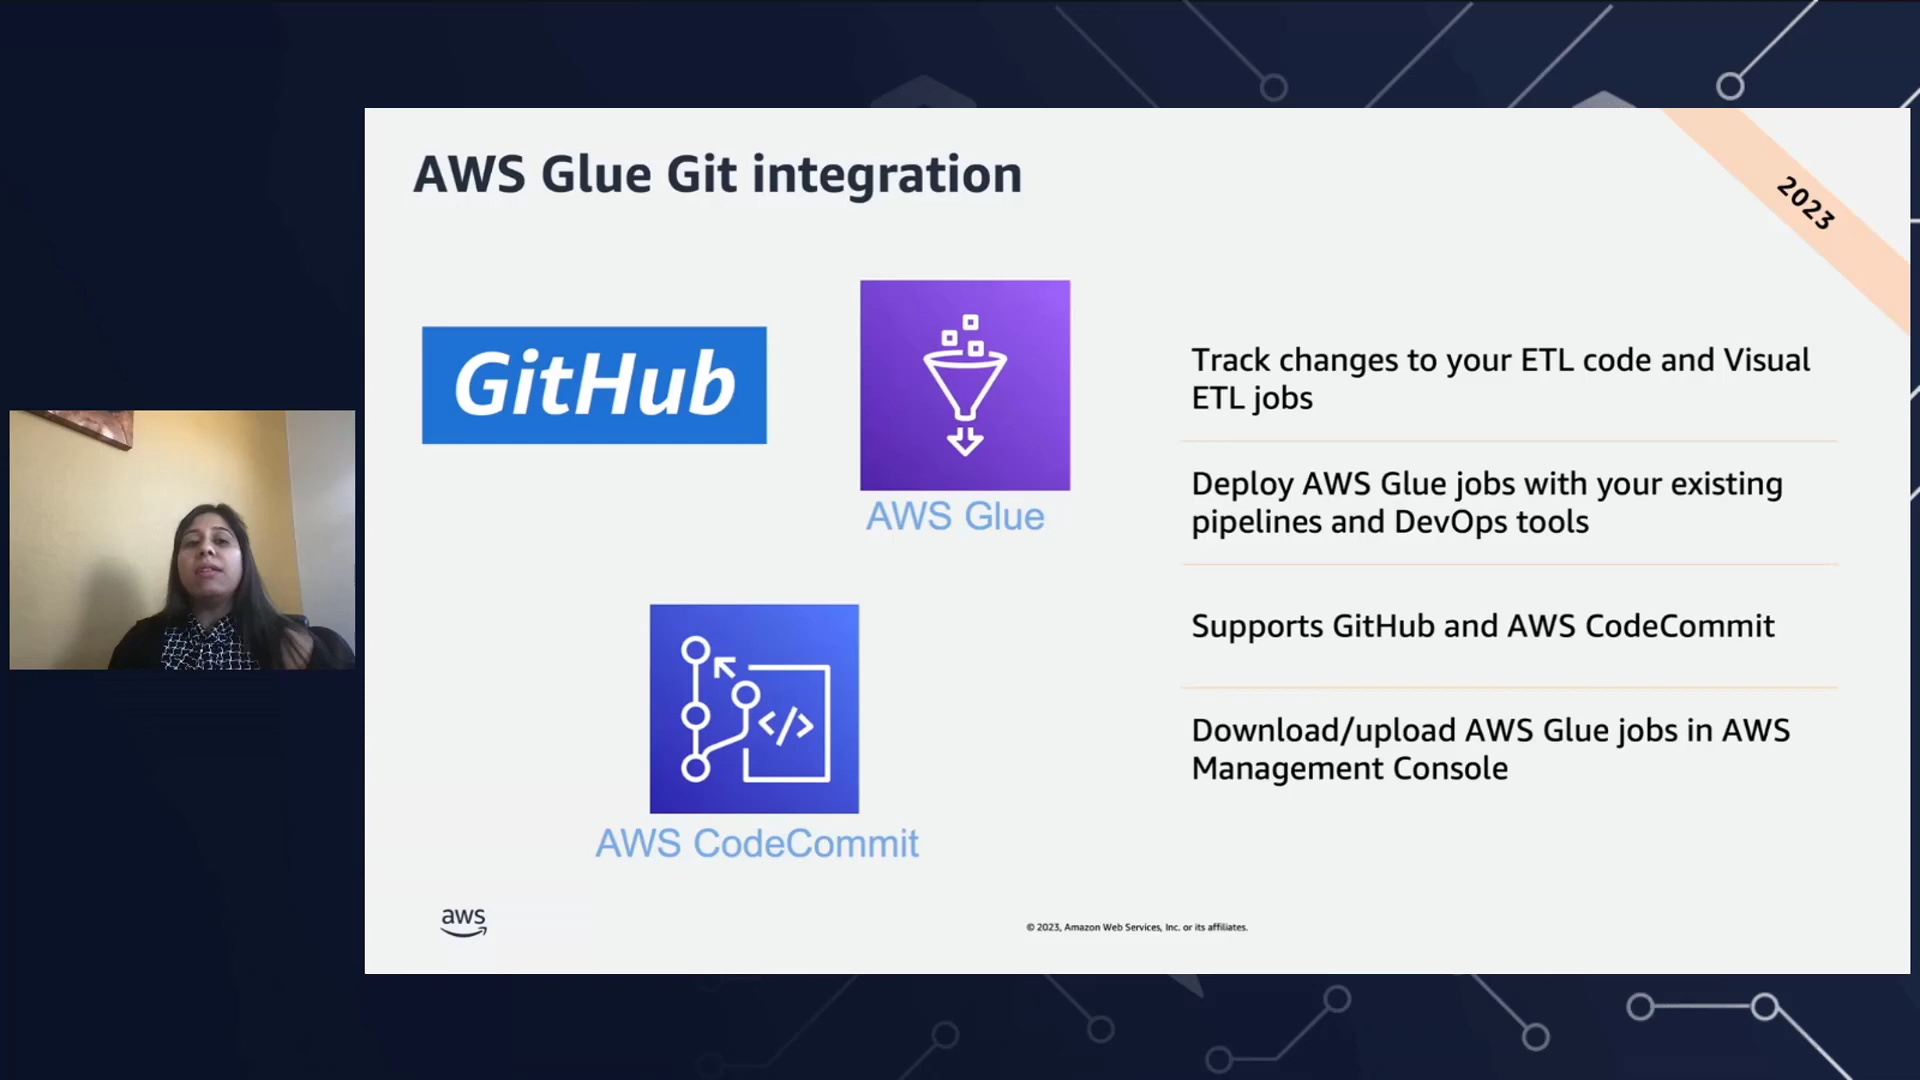 AWS Glue Git integration
2023
GitHub
AWS Glue
AWS CodeCommit
Track changes to your ETL code and Visual
ETL jobs
Deploy AWS Glue jobs with your existing
pipelines and DevOps tools
Supports GitHub and AWS CodeCommit
Download/upload AWS Glue jobs in AWS
Management Console
</>
aws
© 2023, Amazon Web Services, Inc. or its affiliates.